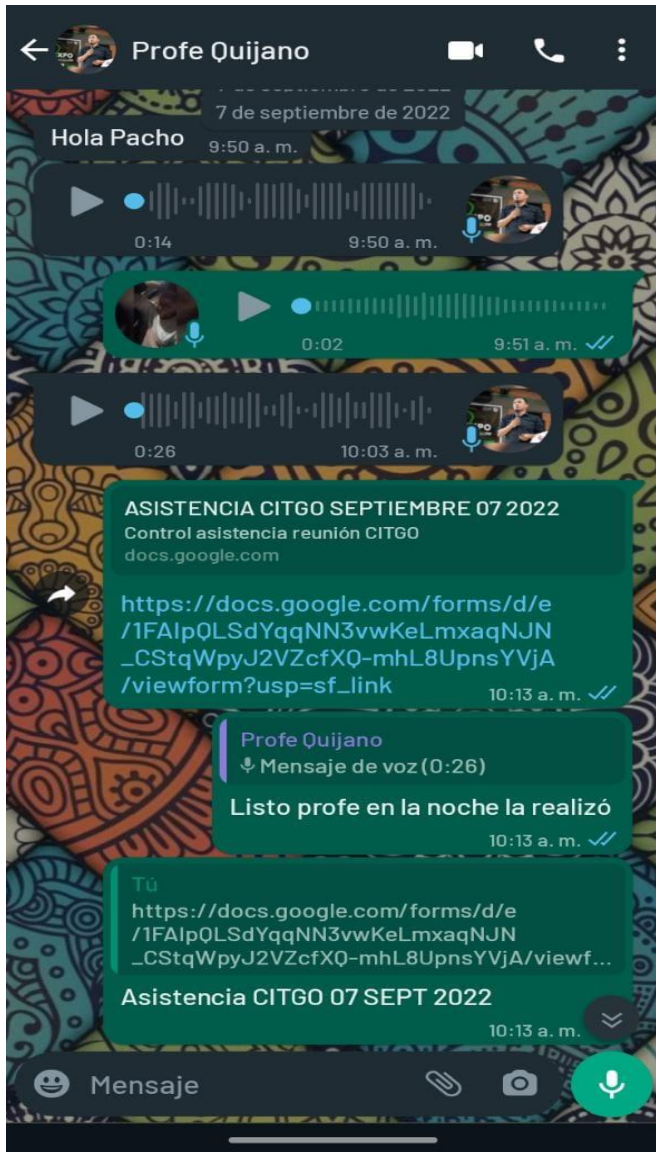 Profe Quijano
7 de septiembre de 2022
Hola Pacho 9:50 a. m.
0:14 9:50 a. m.
0:02 9:51 a. m.
0:26 10:03 a. m.
ASISTENCIA CITGO SEPTIEMBRE 07 2022
Control asistencia reunión CITGO
docs.google.com
https://docs.google.com/forms/d/e
/1FAIpQLSdYqqNN3vwKeLmxaqNJN
_CStqWpyJ2VZcfXQ-mhL8UpnsYVjA
/viewform?usp=sf_link 10:13 a. m.
Profe Quijano
Mensaje de voz (0:26)
Listo profe en la noche la realizó
10:13 a. m.
Tú
https://docs.google.com/forms/d/e
/1FAIpQLSdYqqNN3vwKeLmxaqNJN
_CStqWpyJ2VZcfXQ-mhL8UpnsYVjA/viewf...
Asistencia CITGO 07 SEPT 2022
10:13 a. m.
Mensaje